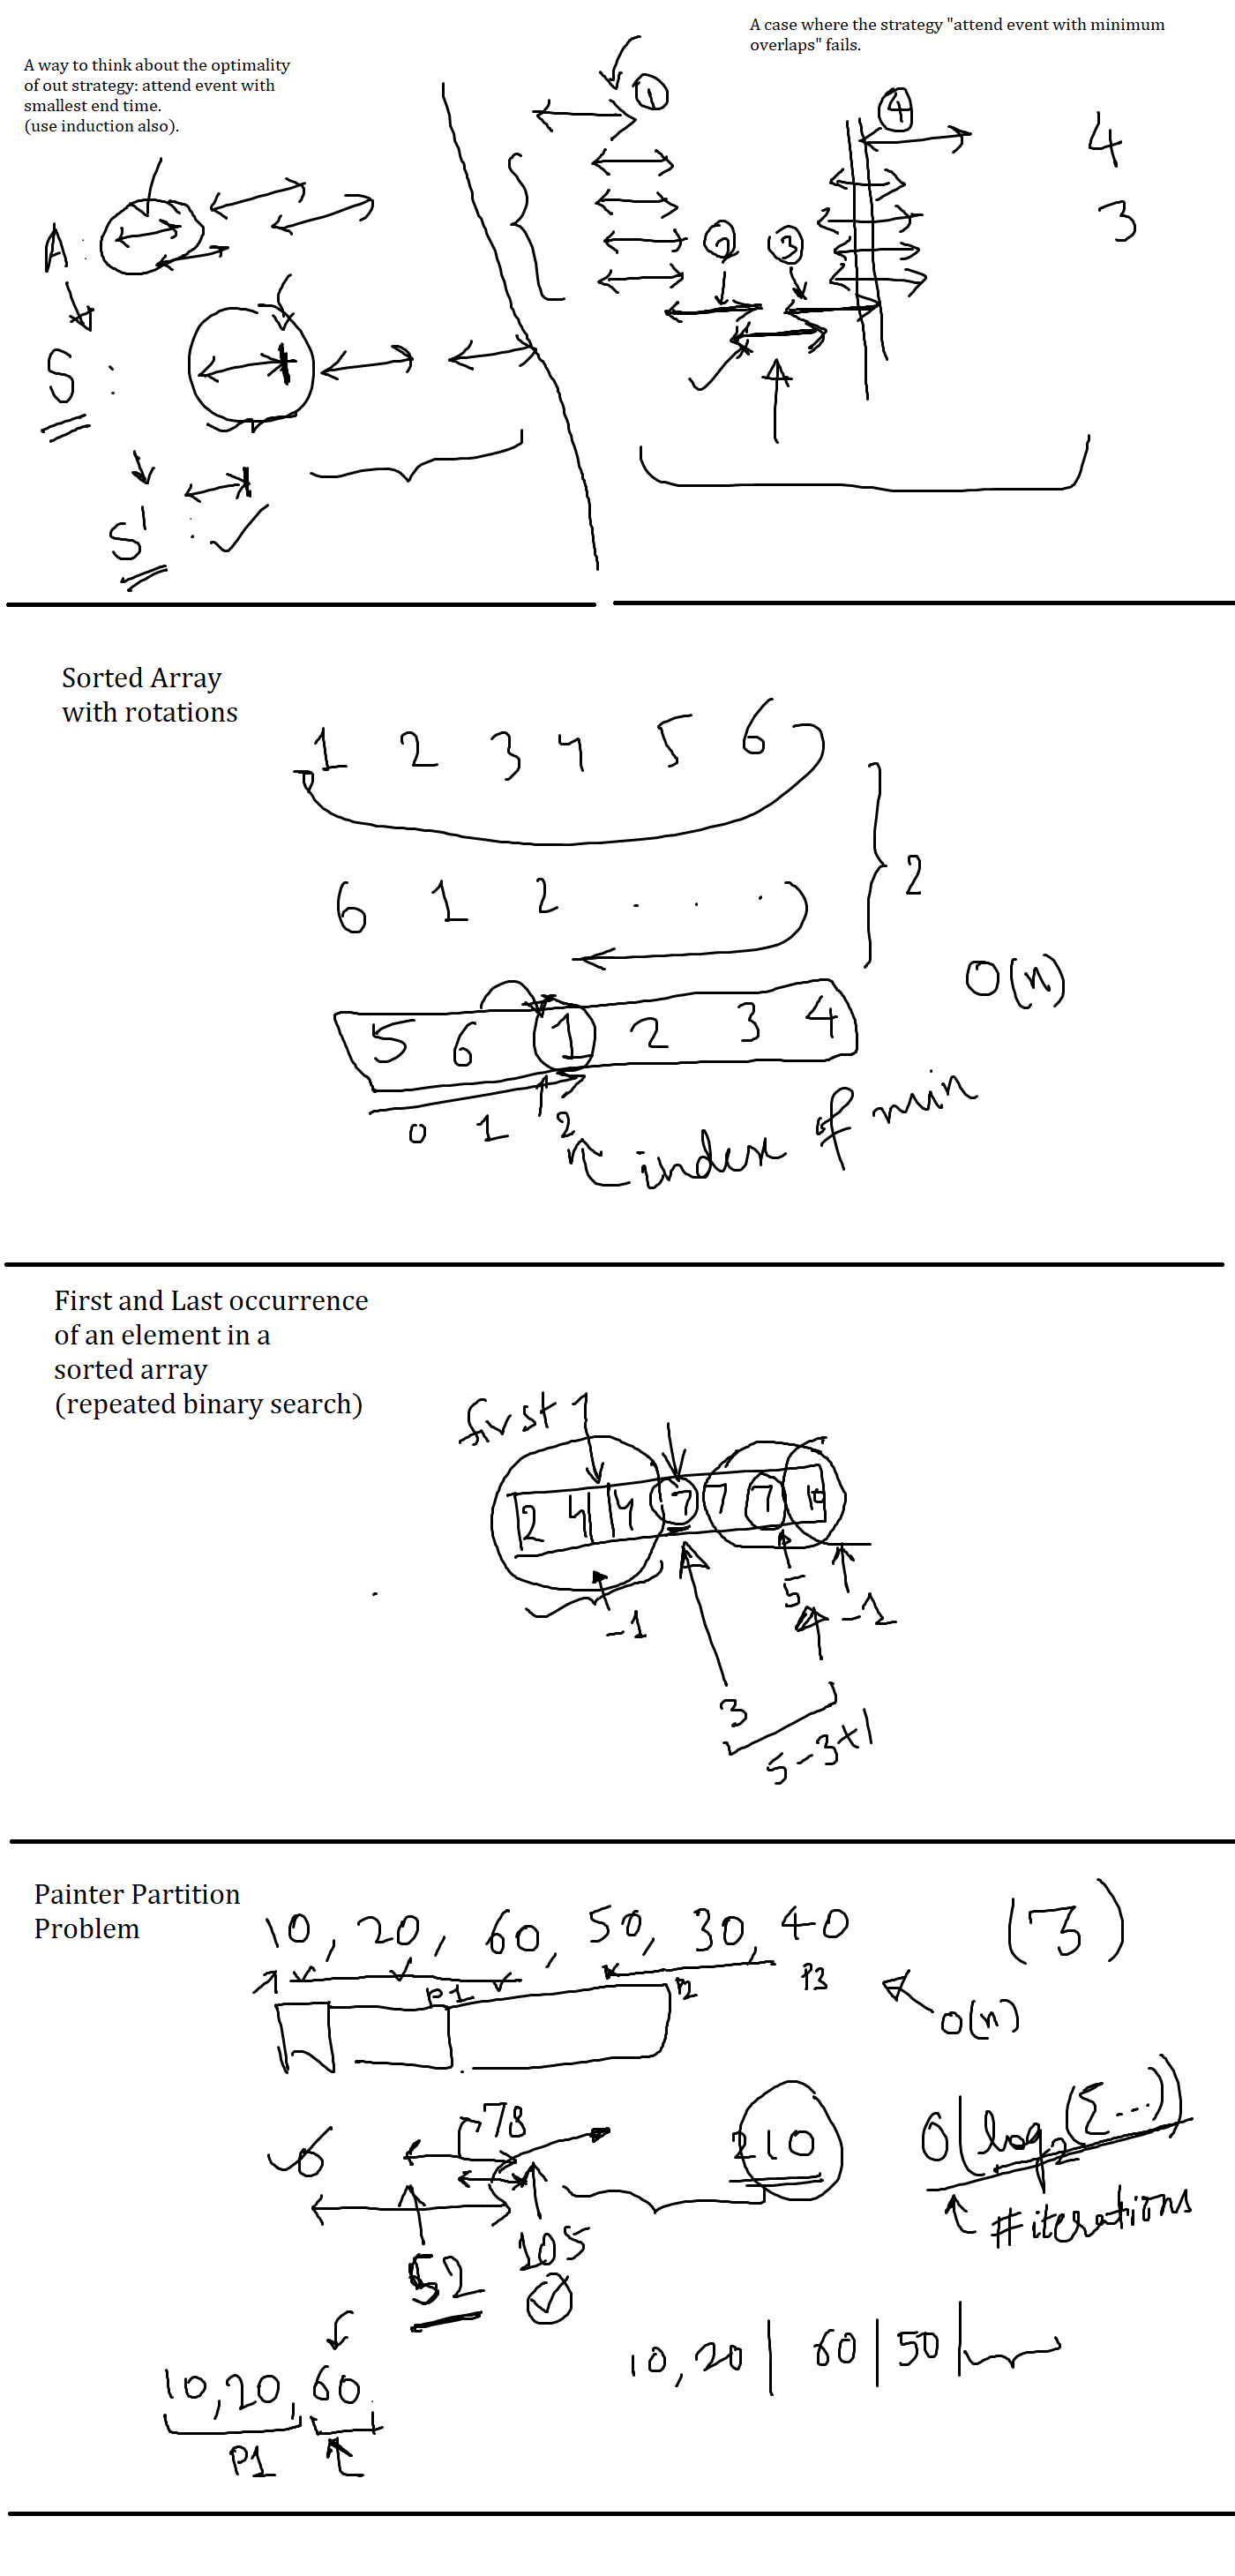 A way to think about the optimality
of out strategy: attend event with
smallest end time.
(use induction also).
A :
S :
S' :
A case where the strategy "attend event with minimum
overlaps" fails.
1
4
4
3
2 3
Sorted Array
with rotations
1 2 3 4 5 6
2
6 1 2 . . .
O(n)
5 6 1 2 3 4
0 1 2
index of min
First and Last occurrence
of an element in a
sorted array
(repeated binary search)
first 7
2 4 4 7 7 7 10
-1
5
-1
3
5-3+1
Painter Partition
Problem
10, 20, 60, 50, 30, 40
(3)
P1 P2 P3
O(n)
78
210
O(log2(Σ...))
#iterations
105
52
10,20 | 60 | 50 |
10,20, 60
P1